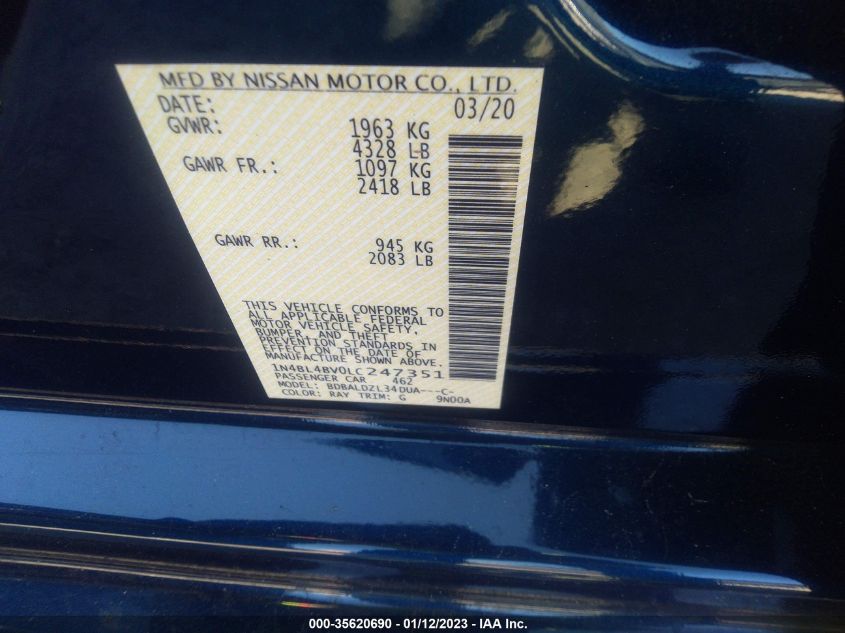 MFD BY NISSAN MOTOR CO., LTD.
DATE: 03/20
GVWR: 1963 KG
4328 LB
GAWR FR.: 1097 KG
2418 LB
GAWR RR.: 945 KG
2083 LB
THIS VEHICLE CONFORMS TO
ALL APPLICABLE FEDERAL
MOTOR VEHICLE SAFETY,
BUMPER, AND THEFT
PREVENTION STANDARDS IN
EFFECT ON THE DATE OF
MANUFACTURE SHOWN ABOVE.
1N4BL4BV0LC247351
PASSENGER CAR 462
MODEL: BDBALDZL34DUA---C-
COLOR: RAY TRIM: G 9N00A
000-35620690 - 01/12/2023 - IAA Inc.